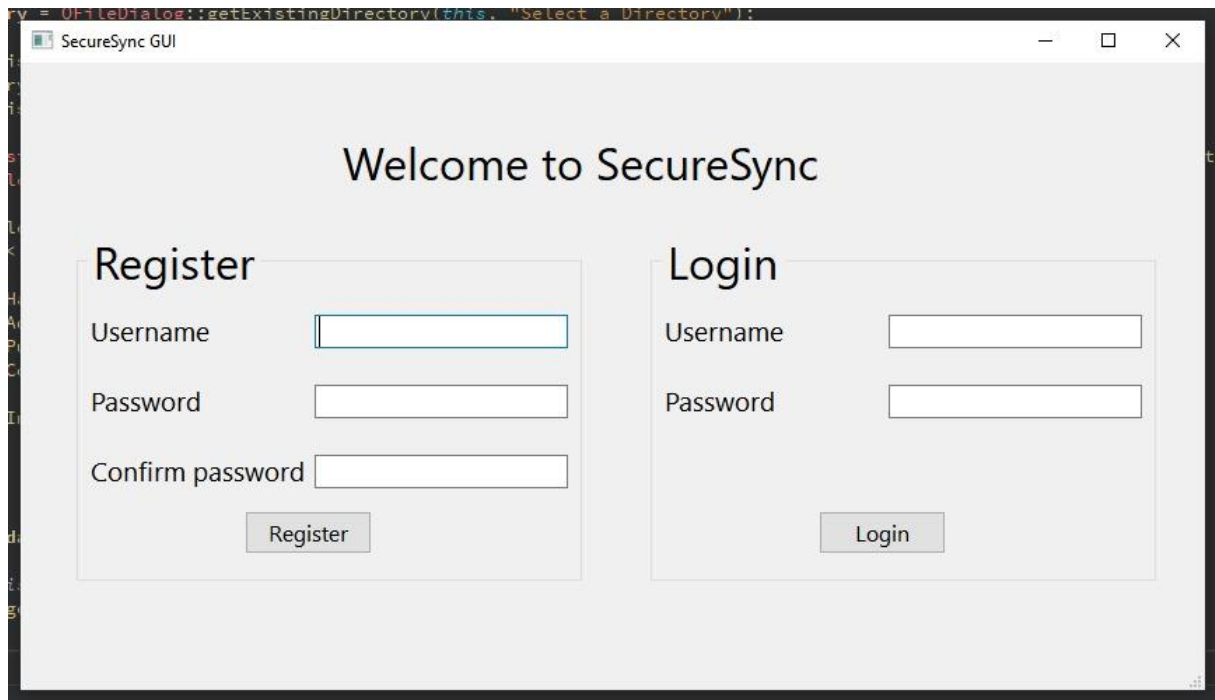 ry = QFileDialog::getExistingDirectory(this, "Select a Directory");
SecureSync GUI
Welcome to SecureSync
Register
Username
Password
Confirm password
Register
Login
Username
Password
Login